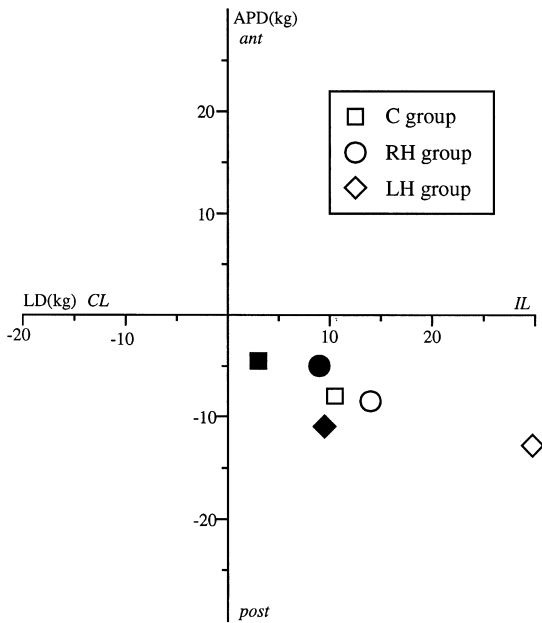 APD(kg)
ant
20
C group
RH group
LH group
10
LD(kg) CL
IL
-20
-10
10
20
-10
-20
post